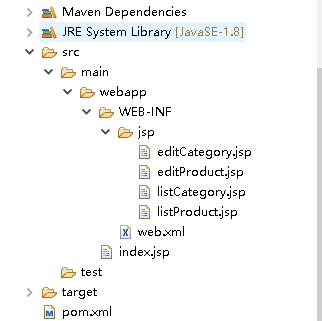 Maven Dependencies
JRE System Library [JavaSE-1.8]
src
main
webapp
WEB-INF
jsp
editCategory.jsp
editProduct.jsp
listCategory.jsp
listProduct.jsp
web.xml
index.jsp
test
target
pom.xml